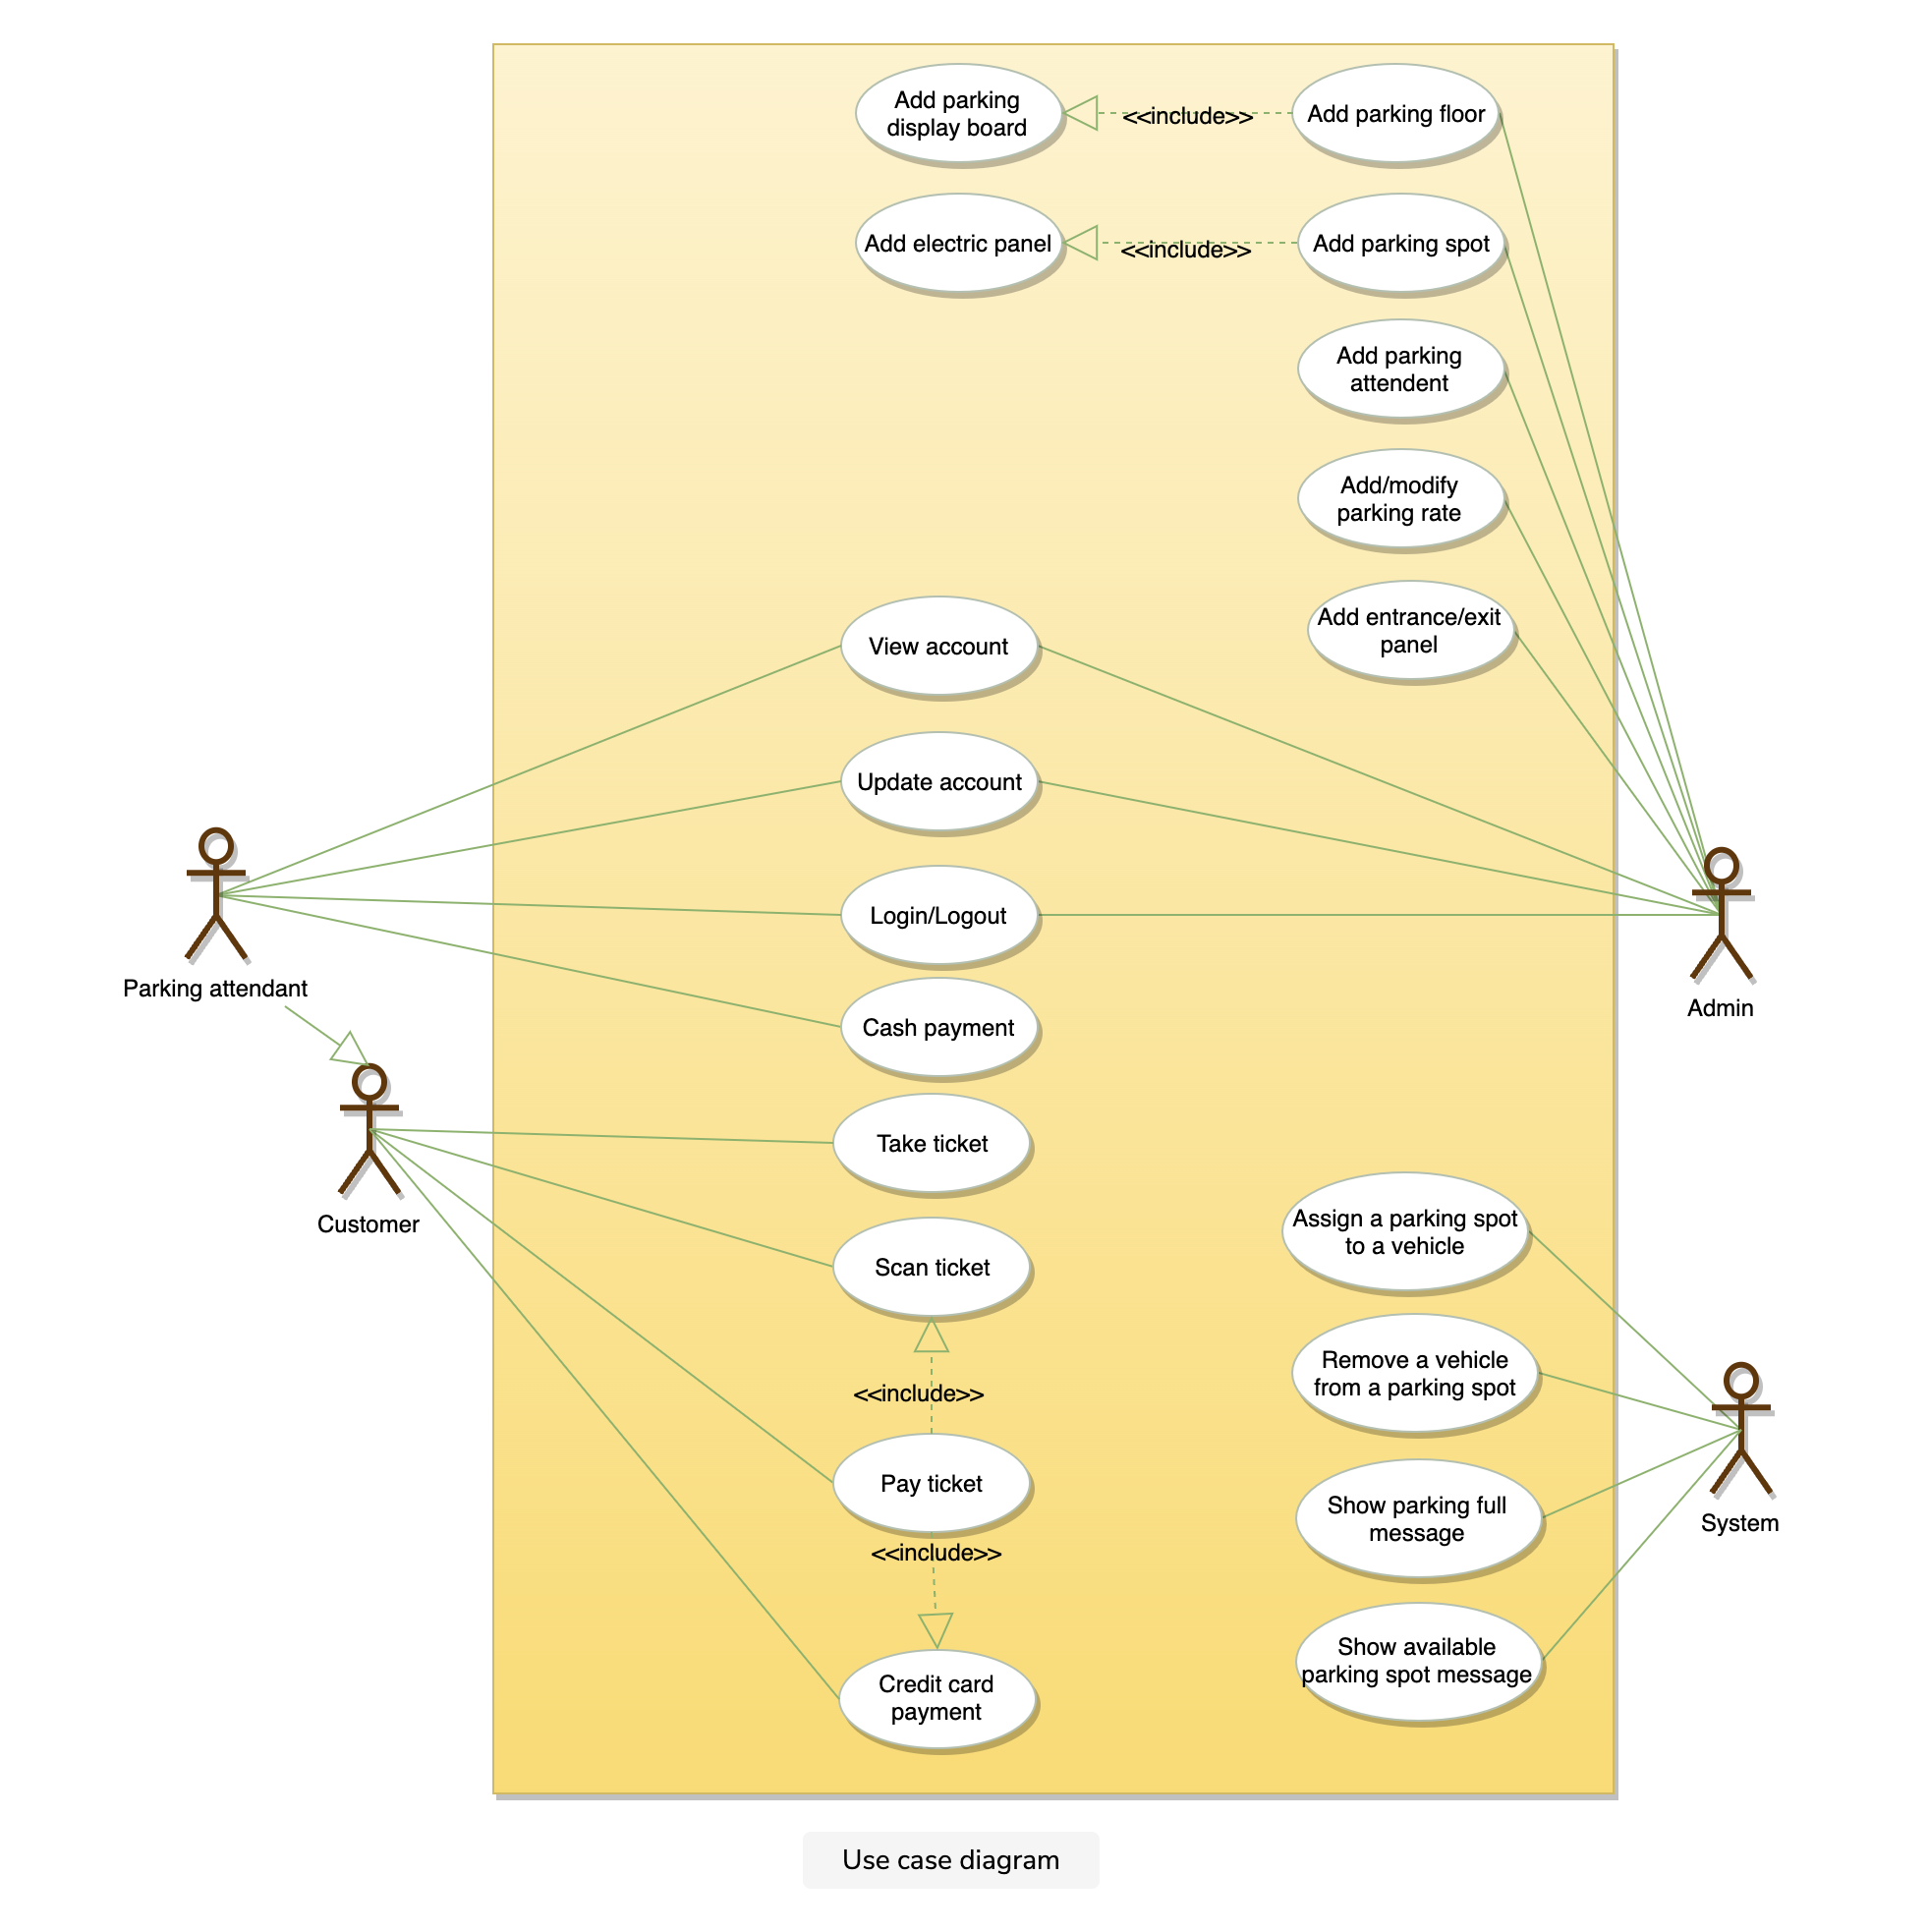 Add parking
display board
<<include>>
Add parking floor
Add electric panel
<<include>>
Add parking spot
Add parking
attendent
Add/modify
parking rate
Add entrance/exit
panel
View account
Update account
Login/Logout
Parking attendant
Admin
Cash payment
Take ticket
Customer
Scan ticket
Assign a parking spot
to a vehicle
Remove a vehicle
from a parking spot
<<include>>
Pay ticket
Show parking full
message
System
<<include>>
Show available
parking spot message
Credit card
payment
Use case diagram